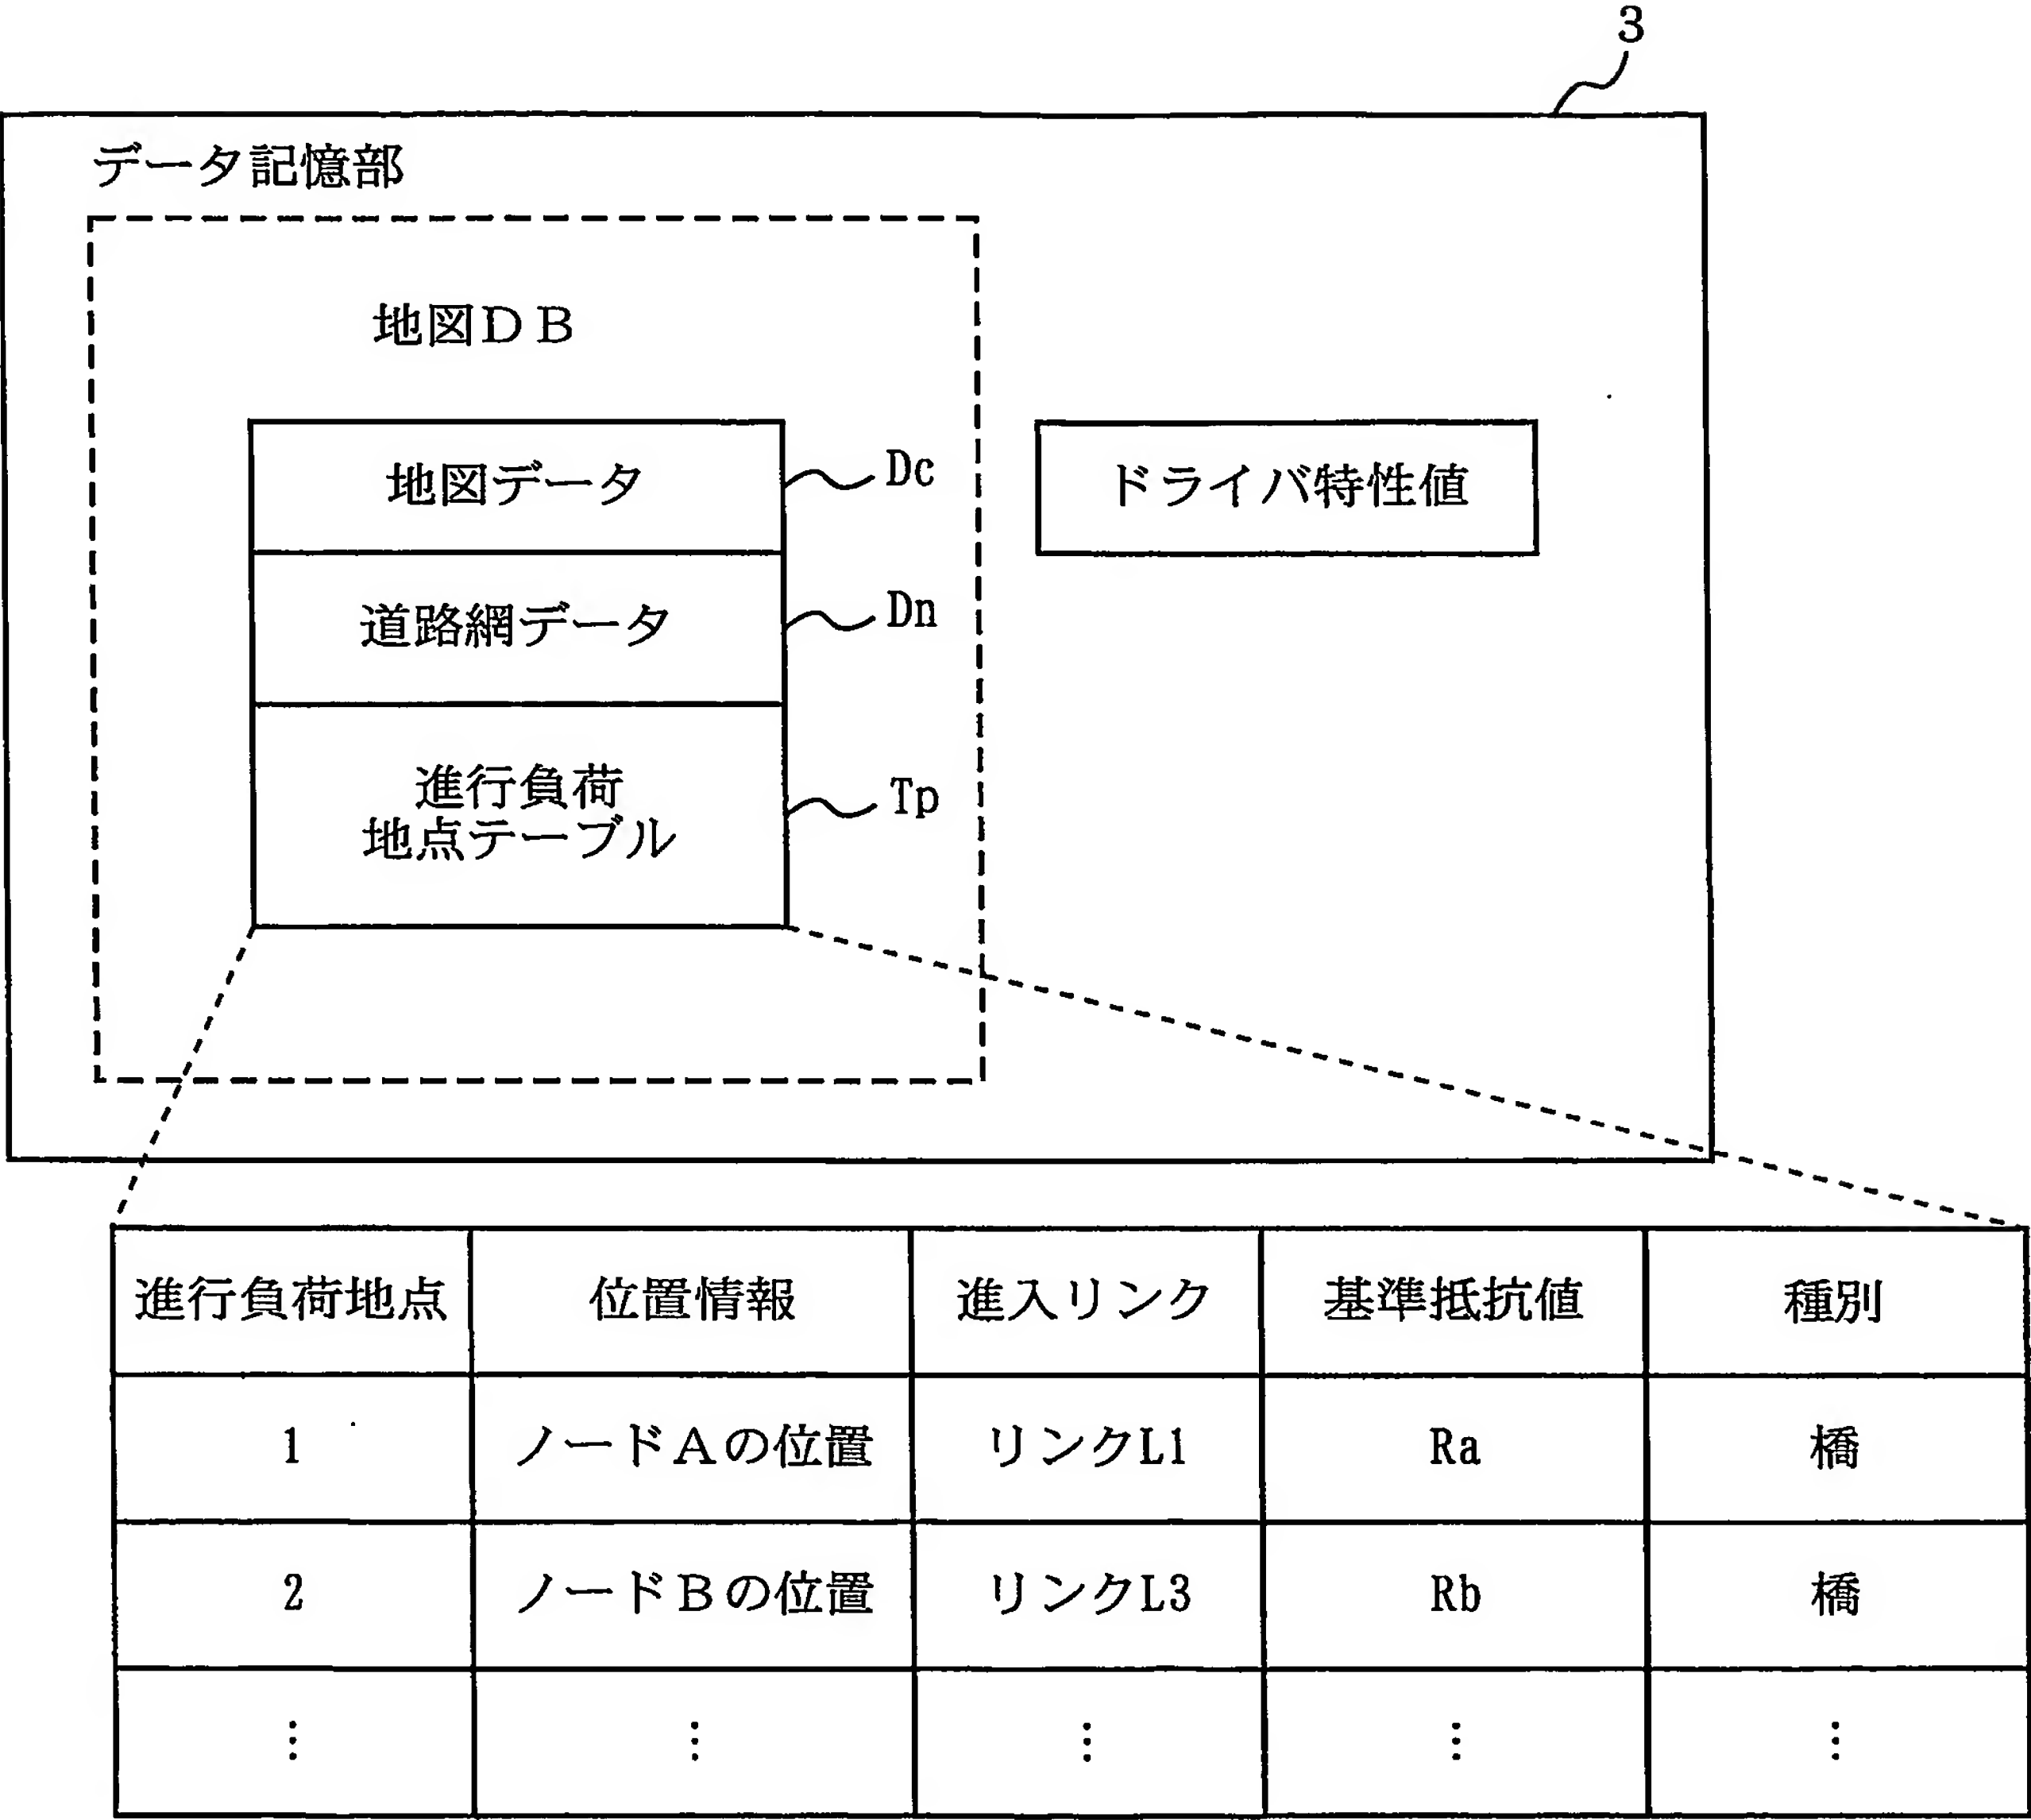 3
データ記憶部
地図ＤＢ
地図データ
Dc
ドライバ特性値
道路網データ
Dn
進行負荷
地点テーブル
Tp
進行負荷地点 位置情報 進入リンク 基準抵抗値 種別
1 ノードＡの位置 リンクL1 Ra 橋
2 ノードＢの位置 リンクL3 Rb 橋
⋮ ⋮ ⋮ ⋮ ⋮